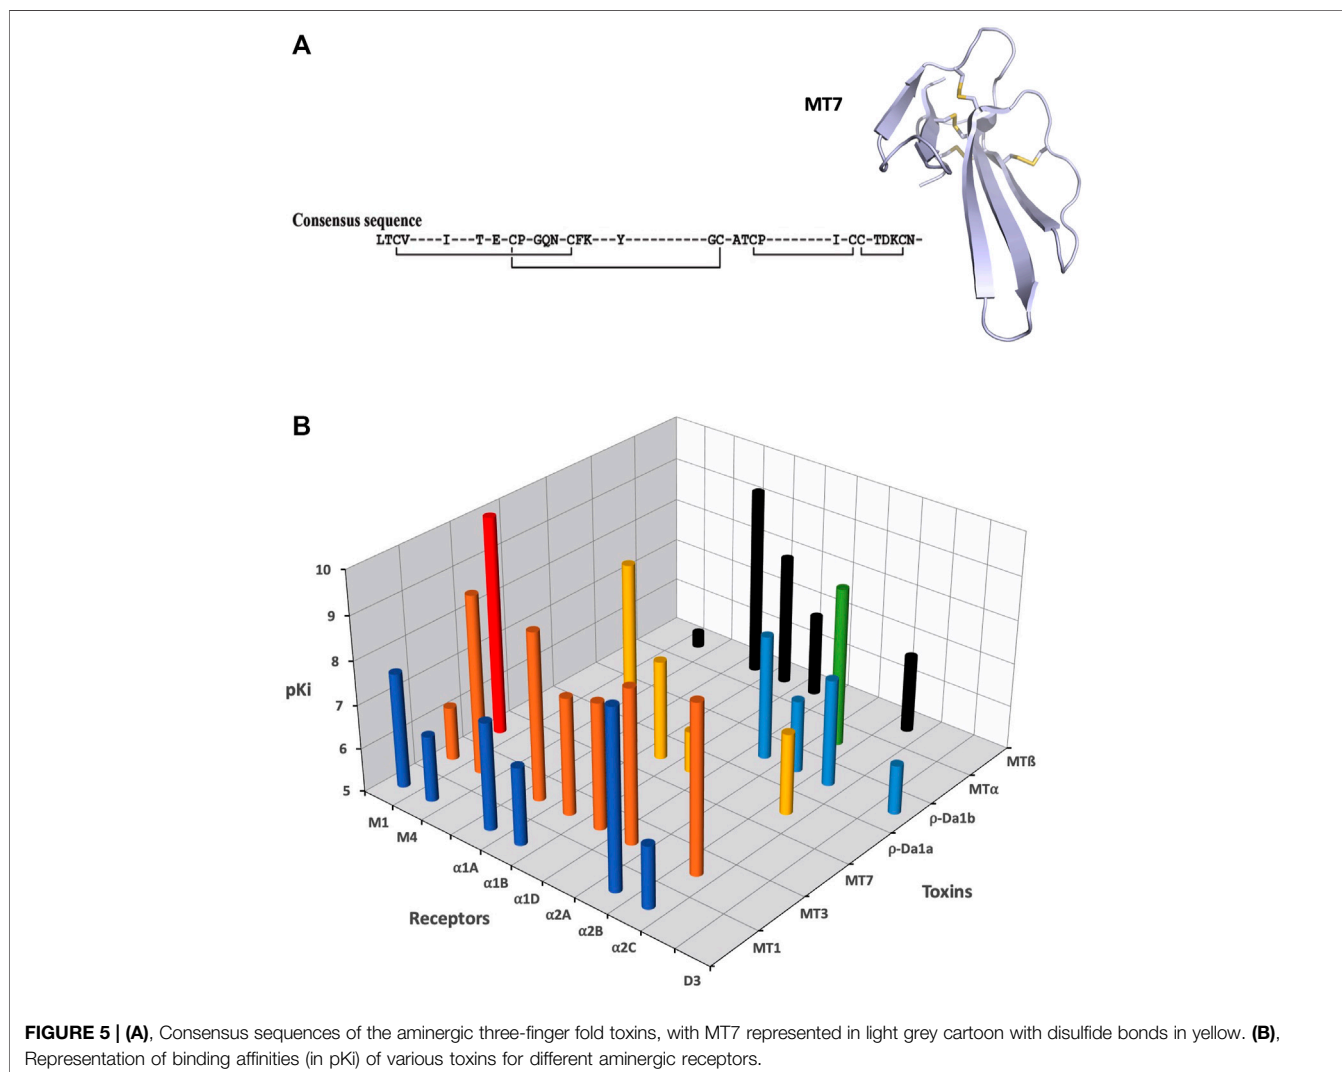 A
MT7
Consensus sequence
LTCV----I---T-E-CP-GQN-CFK---Y-----------GC-ATCP---------I-CC-TDKCN-
B
10
9
8
7
6
5
pKi
M1
M4
α1A
α1B
α1D
α2A
α2B
α2C
D3
Receptors
MT1
MT3
MT7
ρ-Da1a
ρ-Da1b
MTα
MTß
Toxins
FIGURE 5 | (A), Consensus sequences of the aminergic three-finger fold toxins, with MT7 represented in light grey cartoon with disulfide bonds in yellow. (B),
Representation of binding affinities (in pKi) of various toxins for different aminergic receptors.